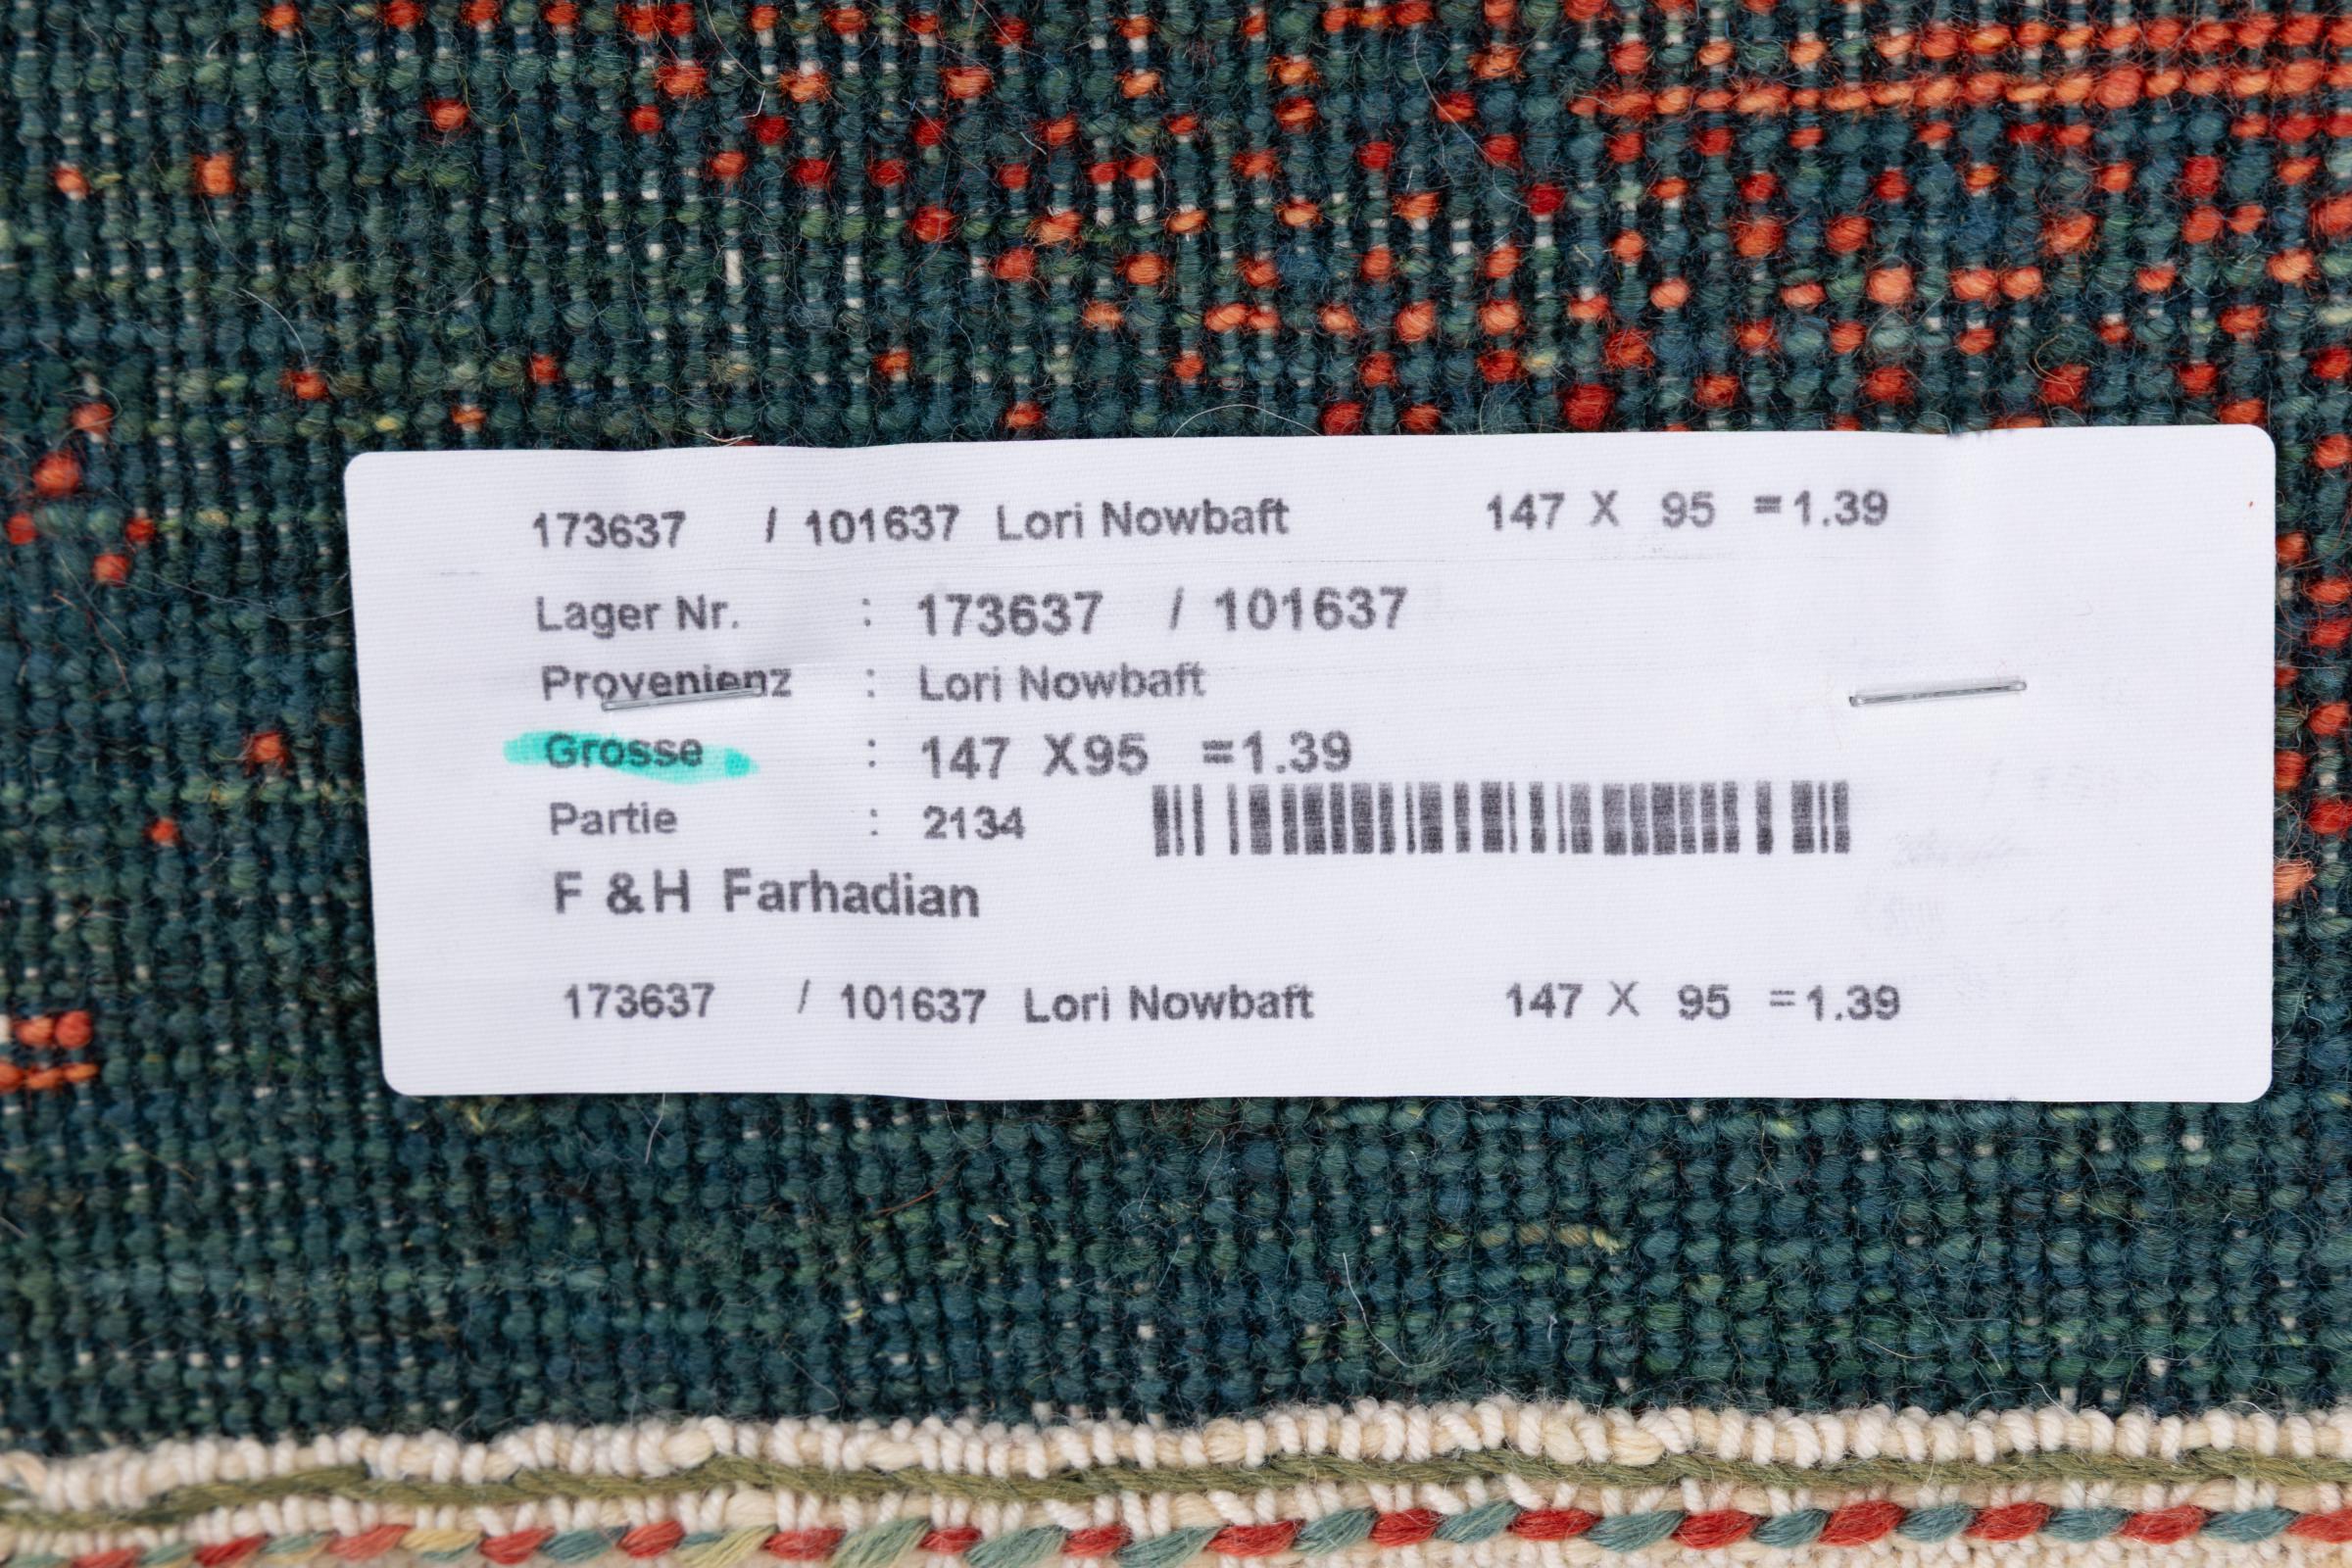 173637 / 101637 Lori Nowbaft 147 X 95 =1.39
Lager Nr. : 173637 / 101637
Provenienz : Lori Nowbaft
Grosse : 147 X95 =1.39
Partie : 2134
F &H Farhadian
173637 / 101637 Lori Nowbaft 147 X 95 =1.39